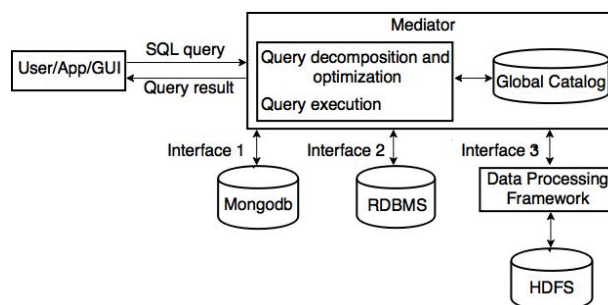 Mediator
SQL query
User/App/GUI
Query result
Query decomposition and
optimization
Query execution
Global Catalog
Interface 1
Interface 2
Interface 3
Mongodb
RDBMS
Data Processing
Framework
HDFS